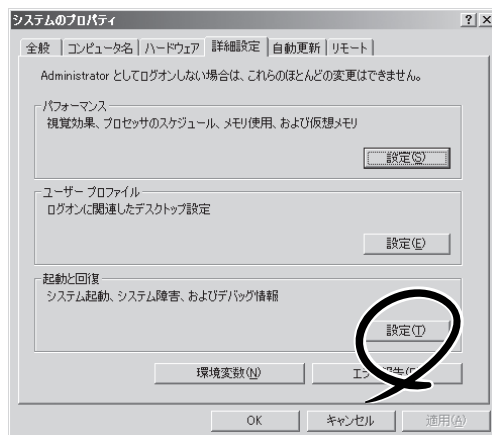 システムのプロパティ
全般 コンピュータ名 ハードウェア 詳細設定 自動更新 リモート
Administrator としてログオンしない場合は、これらのほとんどの変更はできません。
パフォーマンス
視覚効果、プロセッサのスケジュール、メモリ使用、および仮想メモリ
設定(S)
ユーザー プロファイル
ログオンに関連したデスクトップ設定
設定(E)
起動と回復
システム起動、システム障害、およびデバッグ情報
設定(T)
環境変数(N)
OK キャンセル 適用(A)